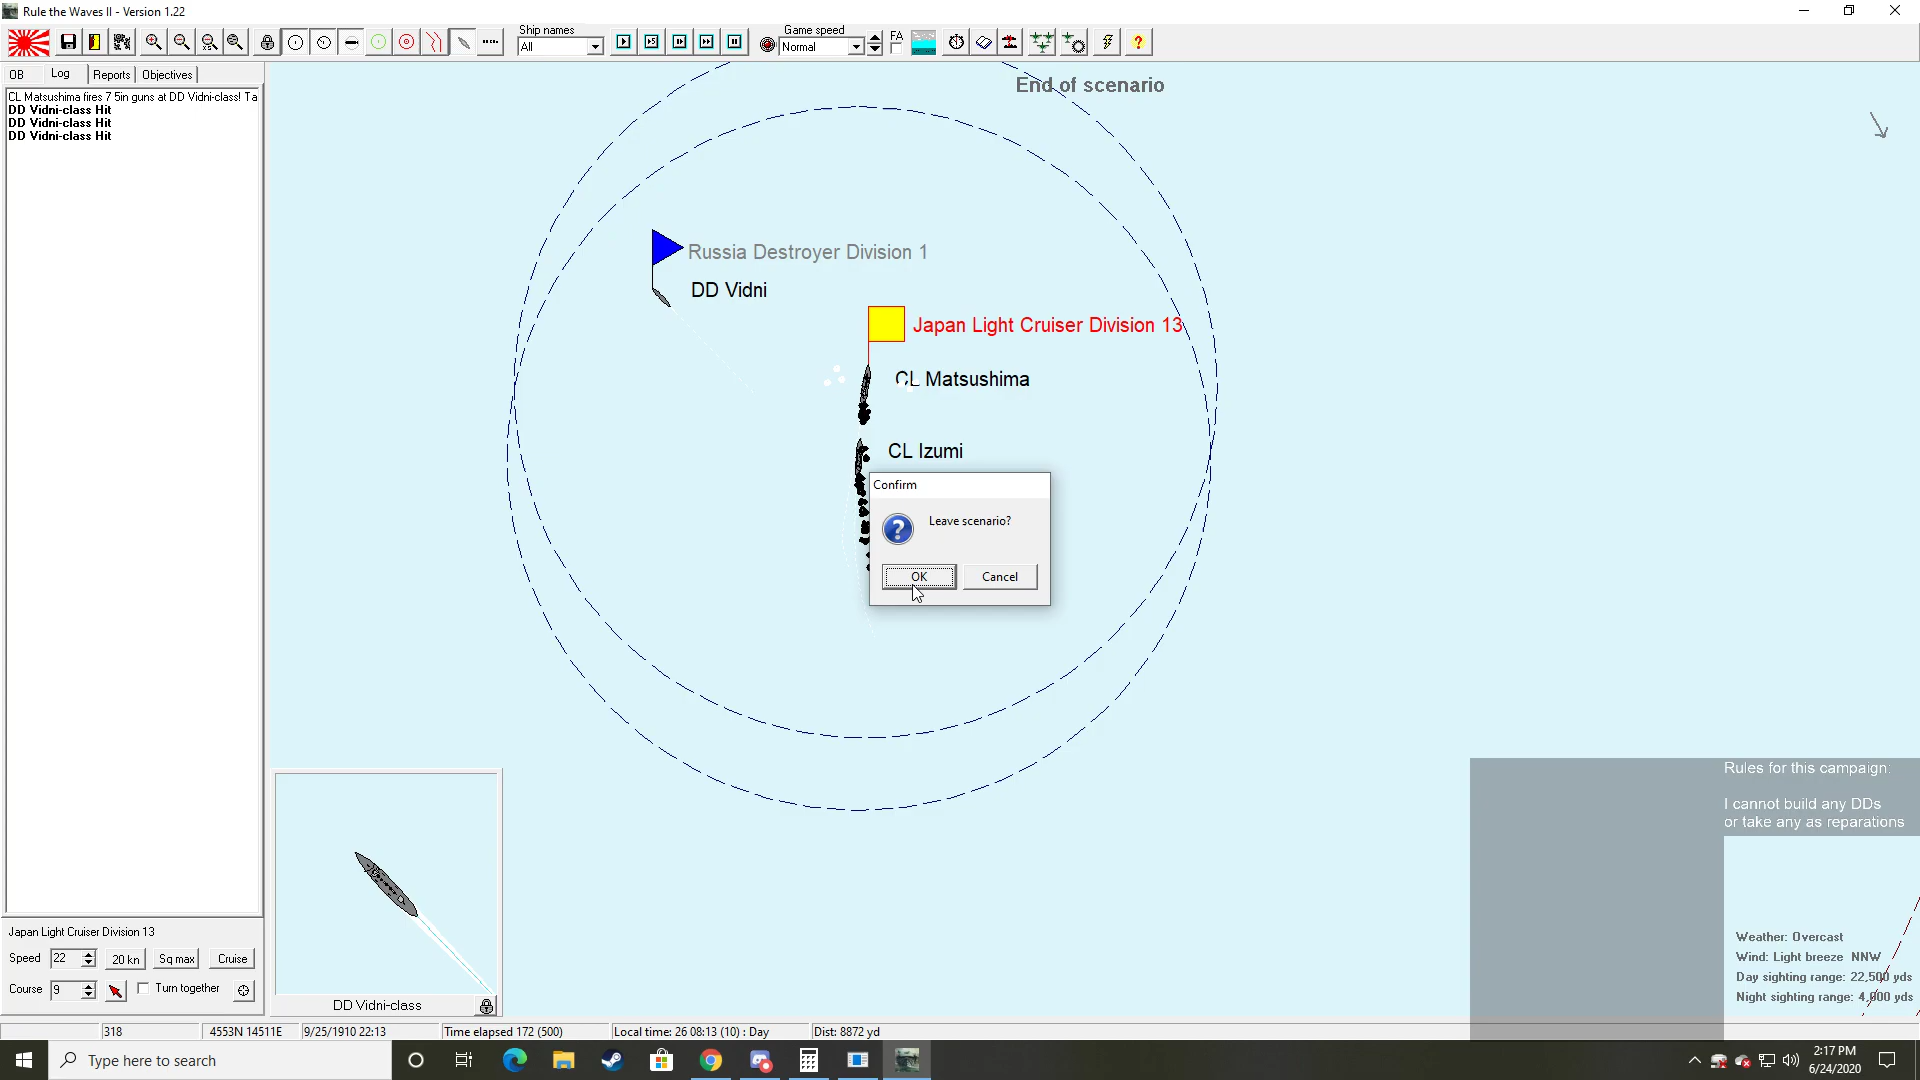 Rule the Waves II - Version 1.22
Ship names
All
Game speed
Normal
FA
OB
Log
Reports
Objectives
CL Matsushima fires 7 5in guns at DD Vidni-class! Ta
DD Vidni-class Hit
DD Vidni-class Hit
DD Vidni-class Hit
End of scenario
Russia Destroyer Division 1
DD Vidni
Japan Light Cruiser Division 13
CL Matsushima
CL Izumi
Confirm
Leave scenario?
OK
Cancel
Rules for this campaign:
I cannot build any DDs
or take any as reparations
Weather: Overcast
Wind: Light breeze NNW
Day sighting range: 22,500 yds
Night sighting range: 4,000 yds
Japan Light Cruiser Division 13
Speed 22 20 kn Sq max Cruise
Course 9 Turn together
DD Vidni-class
318
4553N 14511E
9/25/1910 22:13
Time elapsed 172 (500)
Local time: 26 08:13 (10) : Day
Dist: 8872 yd
Type here to search
2:17 PM
6/24/2020